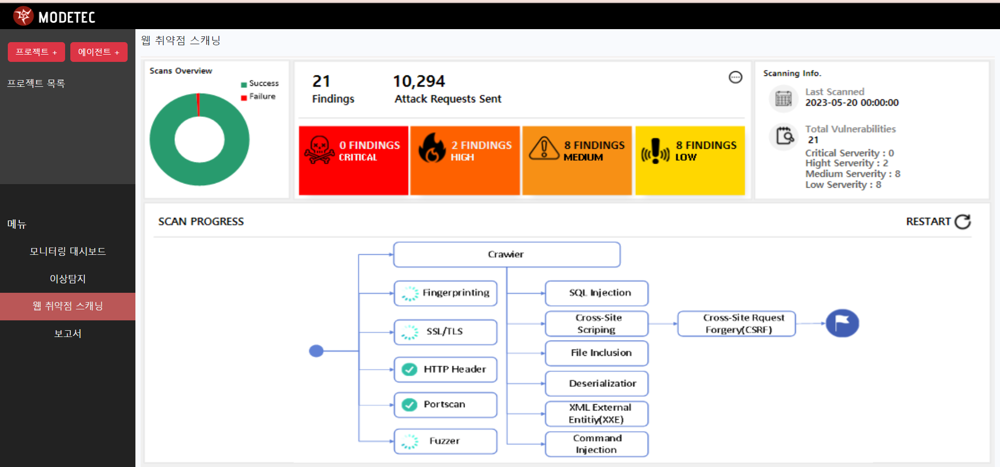 MODETEC
프로젝트 +
에이전트 +
프로젝트 목록
메뉴
모니터링 대시보드
이상탐지
웹 취약점 스캐닝
보고서
웹 취약점 스캐닝
Scans Overview
Success
Failure
21
Findings
10,294
Attack Requests Sent
0 FINDINGS
CRITICAL
2 FINDINGS
HIGH
8 FINDINGS
MEDIUM
8 FINDINGS
LOW
Scanning Info.
Last Scanned
2023-05-20 00:00:00
Total Vulnerabilities
21
Critical Serverity : 0
Hight Serverity : 2
Medium Serverity : 8
Low Serverity : 8
SCAN PROGRESS
RESTART
Crawier
Fingerprinting
SSL/TLS
HTTP Header
Portscan
Fuzzer
SQL Injection
Cross-Site
Scriping
File Inclusion
Deserializatior
XML External
Entitiy(XXE)
Command
Injection
Cross-Site Rquest
Forgery(CSRF)